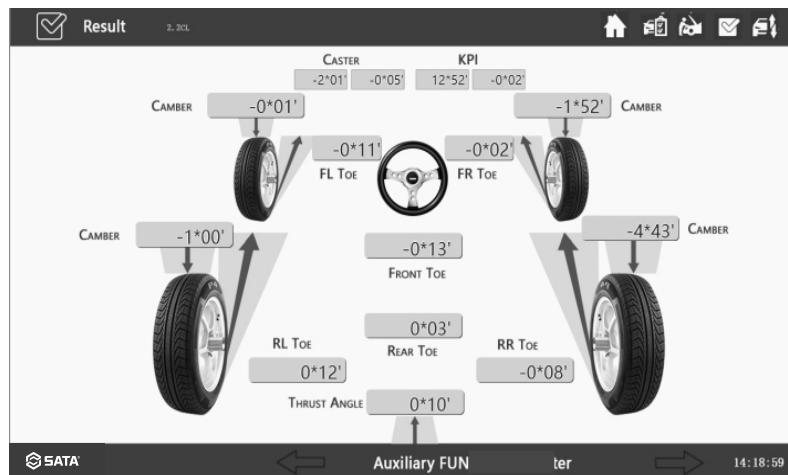 Result
2. 2CL
CASTER KPI
-2*01' -0*05' 12*52' -0*02'
CAMBER -0*01' -1*52' CAMBER
-0*11' -0*02'
FL TOE FR TOE
CAMBER -1*00' -4*43' CAMBER
-0*13'
FRONT TOE
0*03'
RL TOE REAR TOE RR TOE
0*12' -0*08'
THRUST ANGLE 0*10'
SATA Auxiliary FUN ter 14:18:59